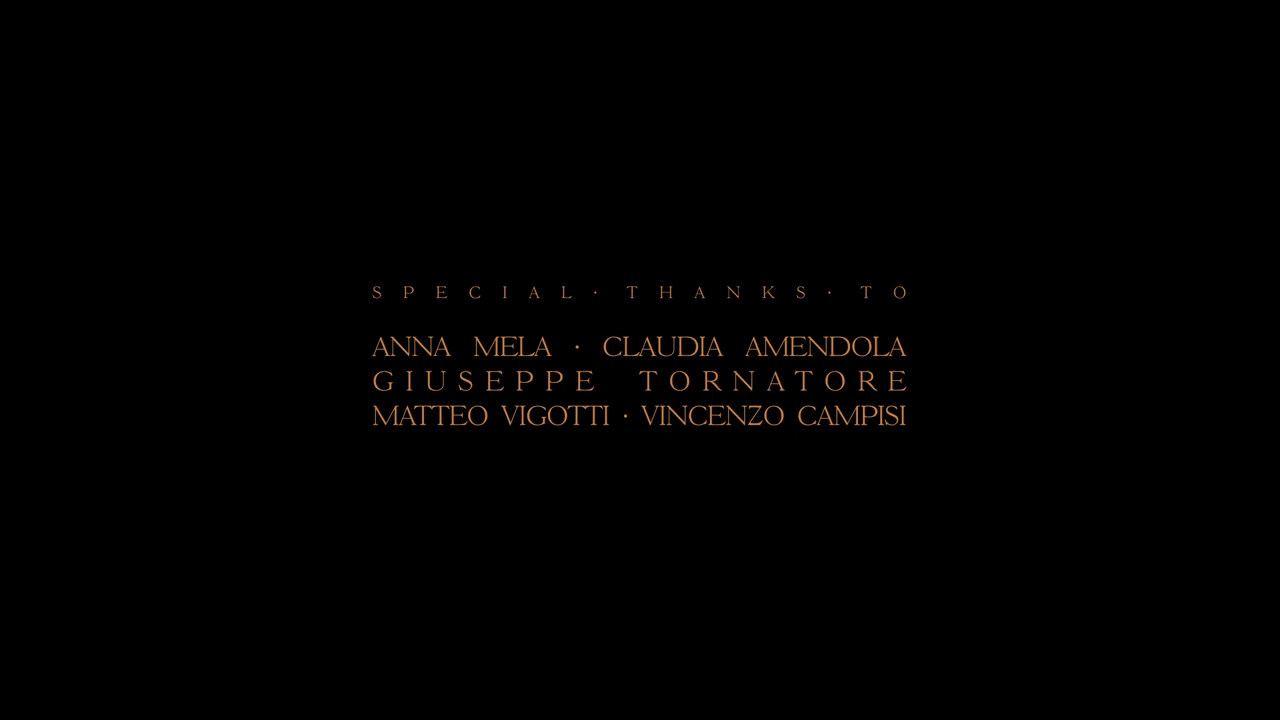 SPECIAL · THANKS · TO
ANNA MELA · CLAUDIA AMENDOLA
GIUSEPPE TORNATORE
MATTEO VIGOTTI · VINCENZO CAMPISI